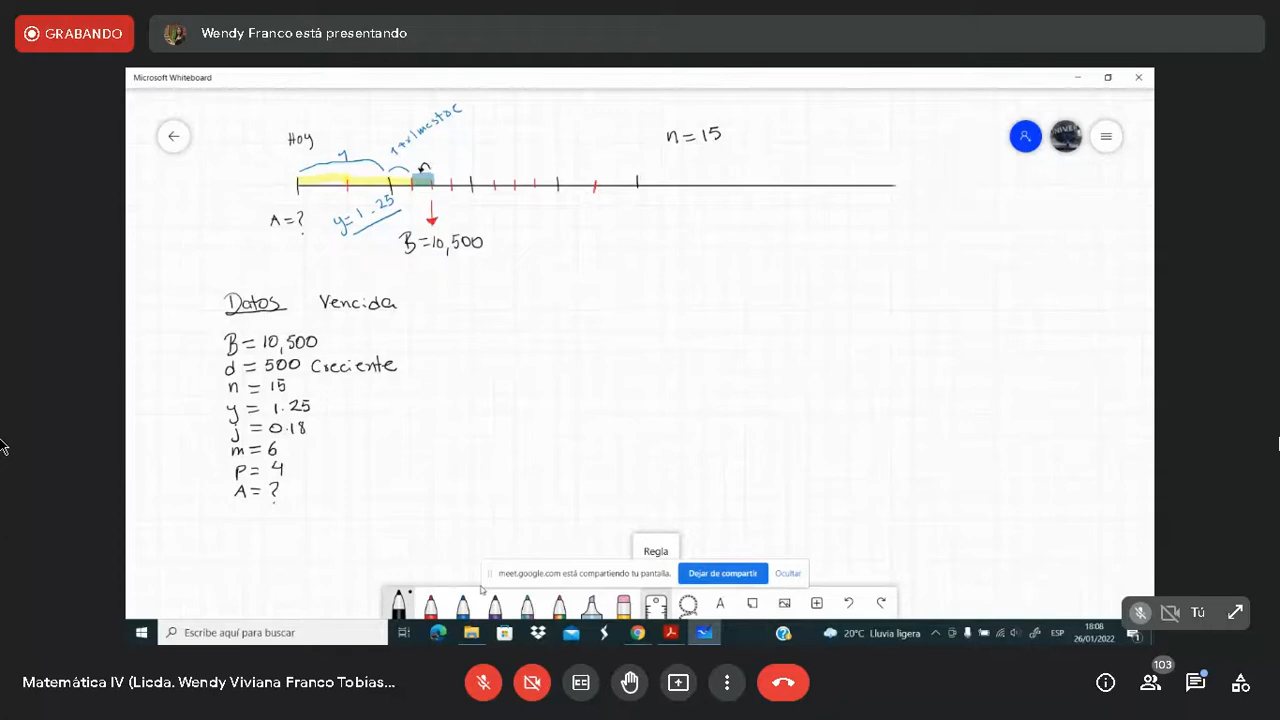 GRABANDO
Wendy Franco está presentando
Microsoft Whiteboard
Hoy
y
1 trimestre
n
n = 15
A = ?
y = 1.25
B = 10,500
Datos Vencida
B = 10,500
d = 500 Creciente
n = 15
y = 1.25
j = 0.18
m = 6
p = 4
A = ?
Regla
meet.google.com está compartiendo tu pantalla.
Dejar de compartir
Ocultar
A
Tú
Escribe aquí para buscar
20°C Lluvia ligera
ESP
18:08
26/01/2022
103
Matemática IV (Licda. Wendy Viviana Franco Tobias...